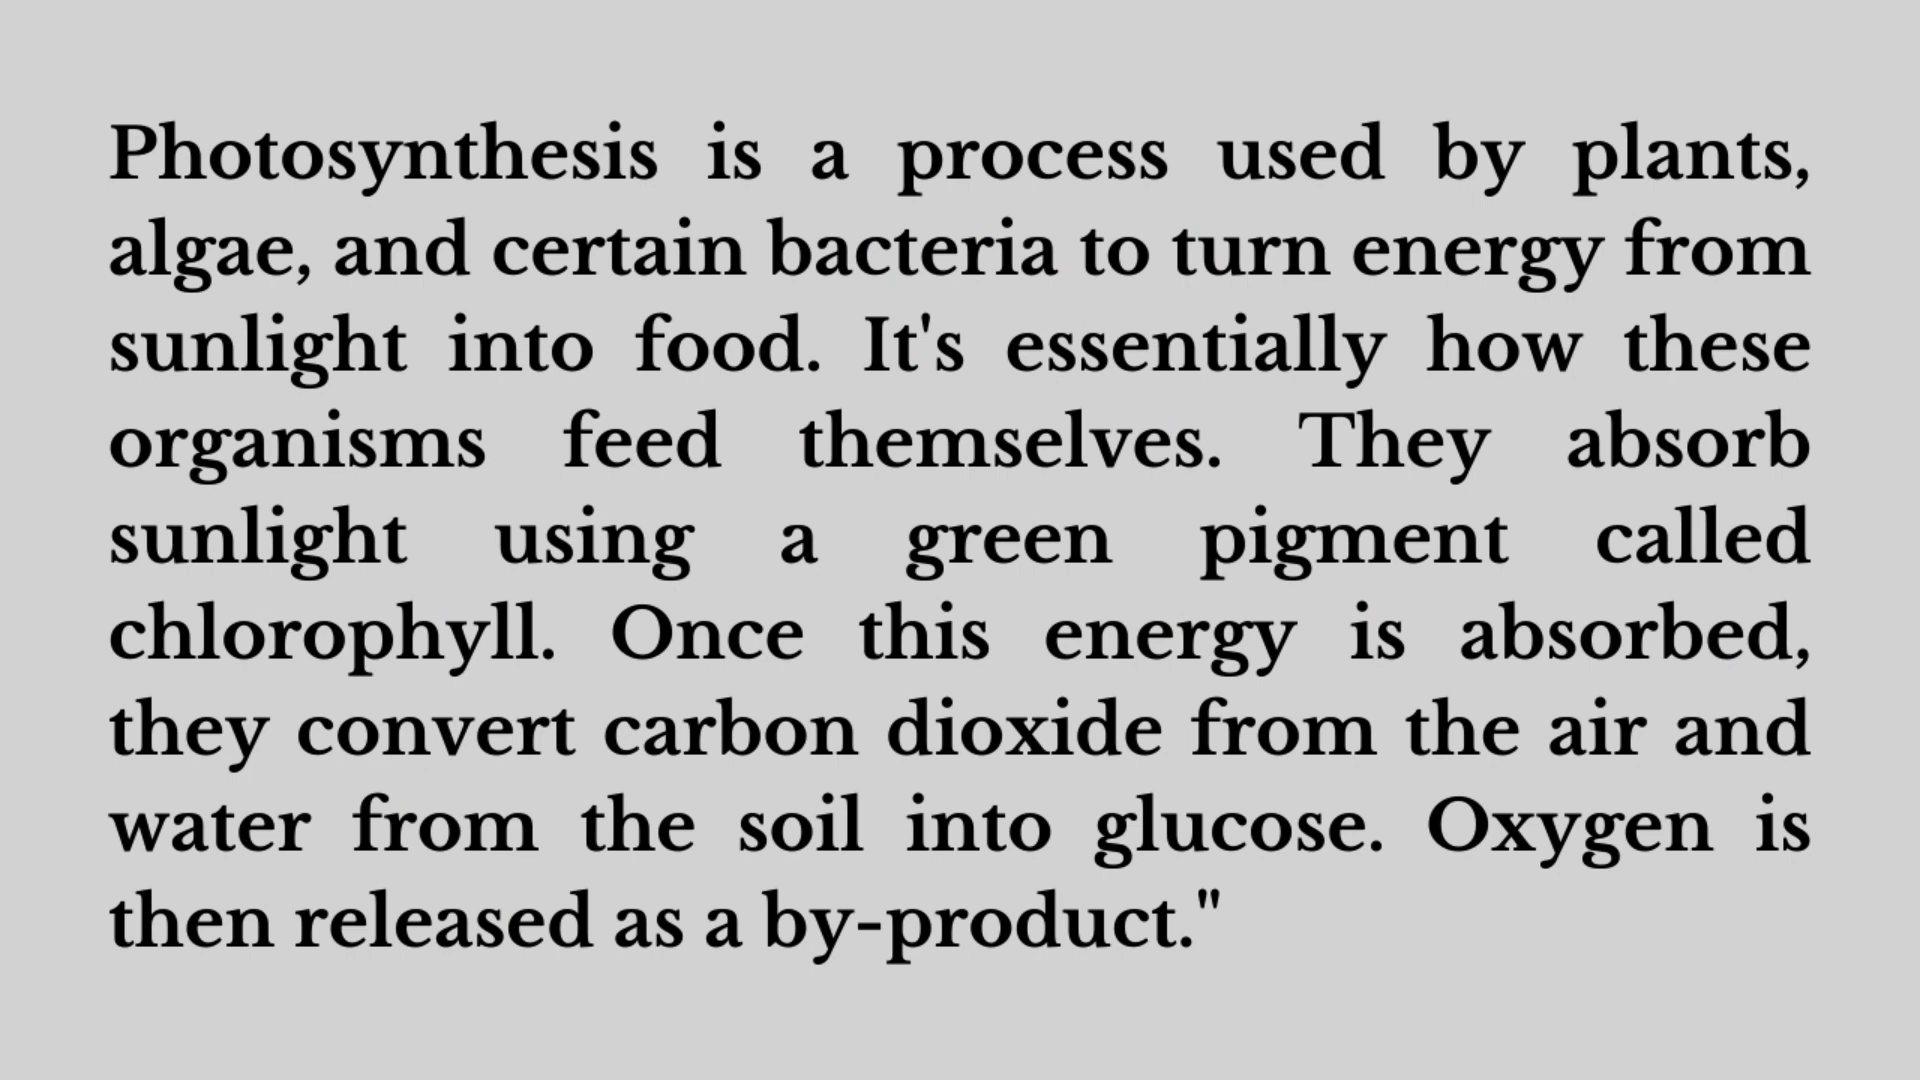 Photosynthesis is a process used by plants,
algae, and certain bacteria to turn energy from
sunlight into food. It's essentially how these
organisms feed themselves. They absorb
sunlight using a green pigment called
chlorophyll. Once this energy is absorbed,
they convert carbon dioxide from the air and
water from the soil into glucose. Oxygen is
then released as a by-product."